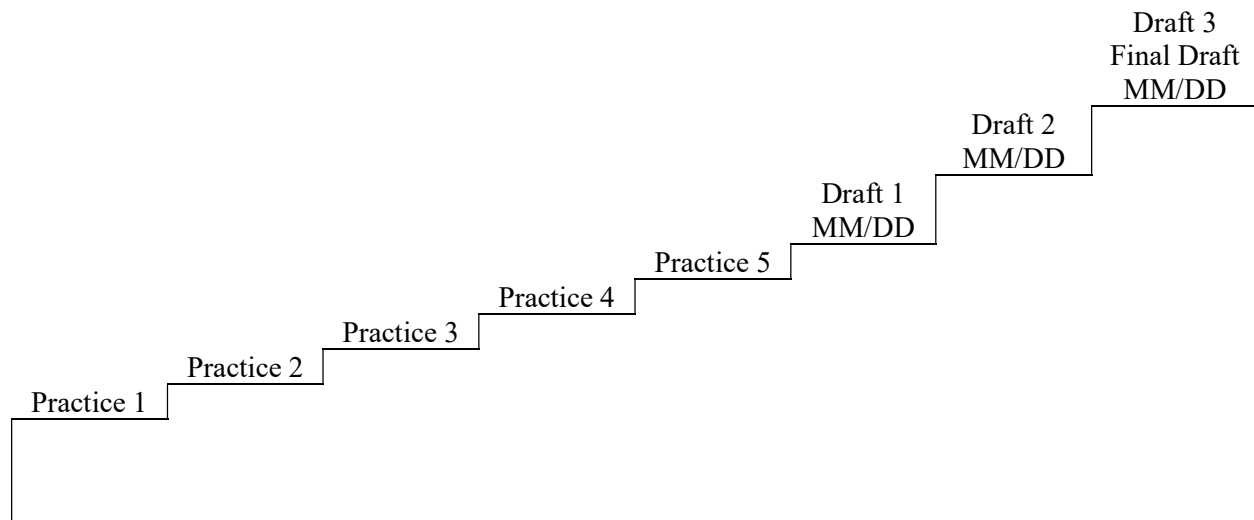 Draft 3
Final Draft
MM/DD
Draft 2
MM/DD
Draft 1
MM/DD
Practice 5
Practice 4
Practice 3
Practice 2
Practice 1